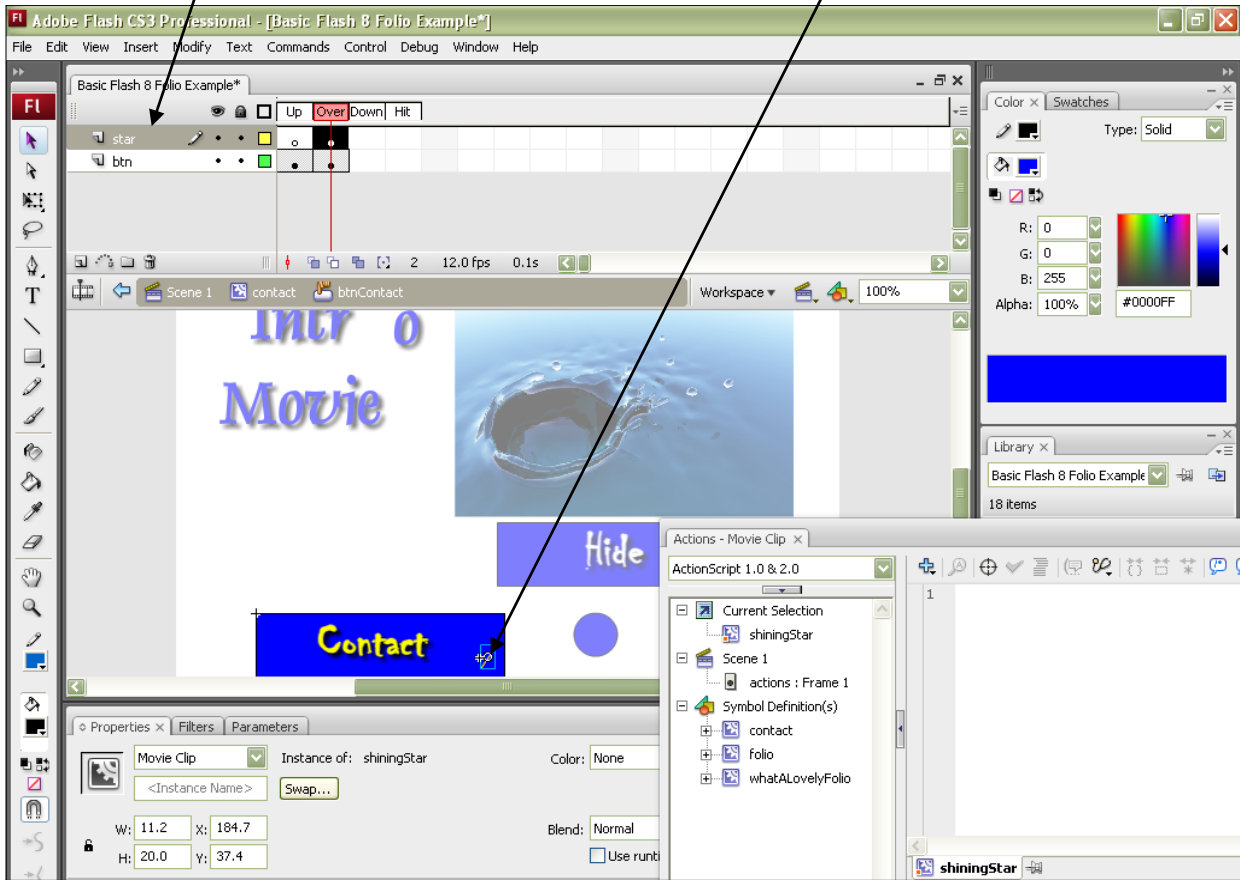 Adobe Flash CS3 Professional - [Basic Flash 8 Folio Example*]
File Edit View Insert Modify Text Commands Control Debug Window Help
Basic Flash 8 Folio Example*
Up Over Down Hit
star
btn
2 12.0 fps 0.1s
Scene 1 contact btnContact
Workspace 100%
Intr o
Movie
Hide
Contact
Fl
T
Color Swatches
Type: Solid
R: 0
G: 0
B: 255
Alpha: 100% #0000FF
Library
Basic Flash 8 Folio Example
18 items
Actions - Movie Clip
ActionScript 1.0 & 2.0
1
Current Selection
shiningStar
Scene 1
actions : Frame 1
Symbol Definition(s)
contact
folio
whatALovelyFolio
shiningStar
Properties Filters Parameters
Movie Clip Instance of: shiningStar Color: None
<Instance Name> Swap...
W: 11.2 X: 184.7 Blend: Normal
H: 20.0 Y: 37.4 Use runti